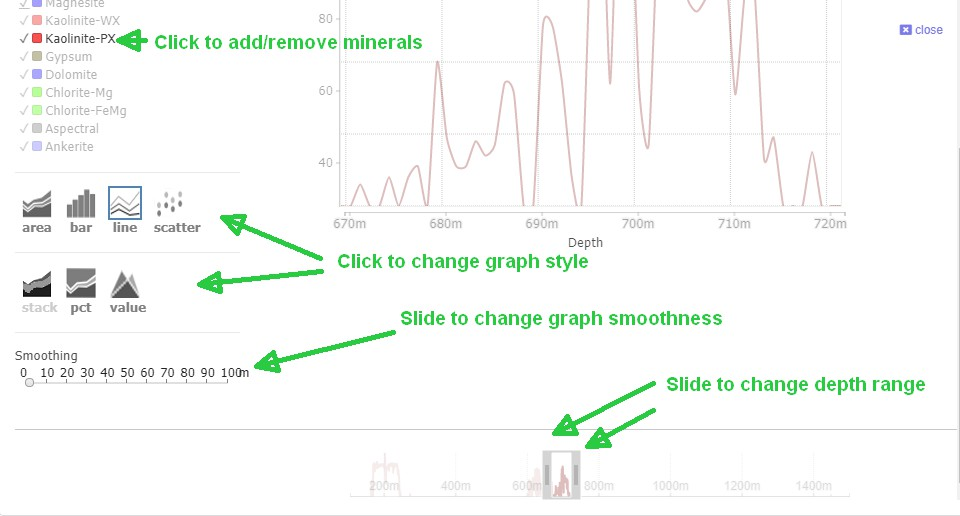 Magnesite
Kaolinite-WX
Kaolinite-PX
Gypsum
Dolomite
Chlorite-Mg
Chlorite-FeMg
Aspectral
Ankerite
Click to add/remove minerals
80
60
40
close
670m 680m 690m 700m 710m 720m
Depth
area bar line scatter
Click to change graph style
stack pct value
Slide to change graph smoothness
Smoothing
0 10 20 30 40 50 60 70 80 90 100m
Slide to change depth range
200m 400m 600m 800m 1000m 1200m 1400m